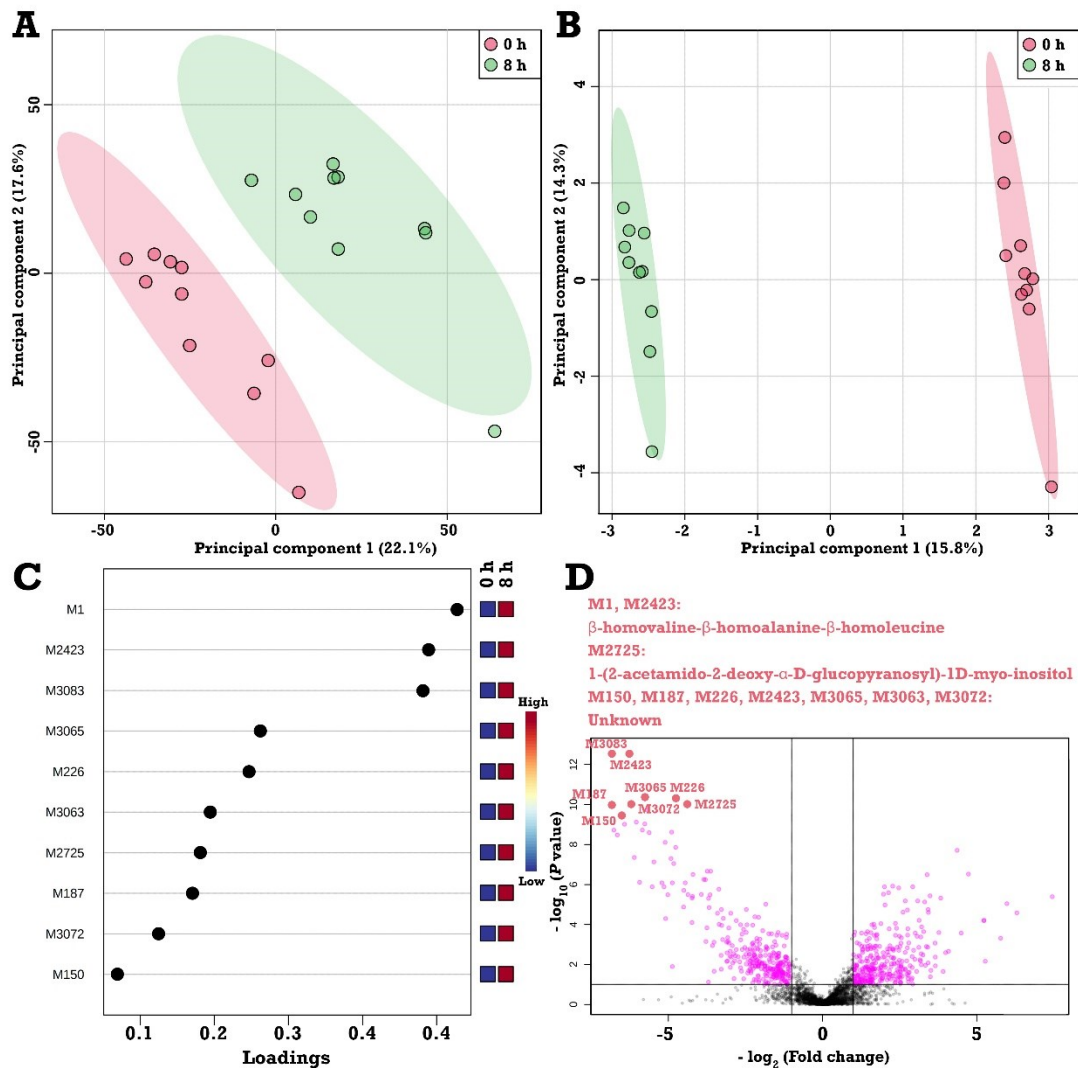 A
0 h
8 h
50
0
-50
Principal component 2 (17.6%)
-50
0
50
Principal component 1 (22.1%)
B
0 h
8 h
4
2
0
-2
-4
Principal component 2 (14.3%)
-3
-2
-1
0
1
2
3
Principal component 1 (15.8%)
C
0 h
8 h
M1
M2423
M3083
M3065
M226
M3063
M2725
M187
M3072
M150
High
Low
0.1
0.2
0.3
0.3
0.4
Loadings
D
M1, M2423:
β-homovaline-β-homoalanine-β-homoleucine
M2725:
1-(2-acetamido-2-deoxy-α-D-glucopyranosyl)-1D-myo-inositol
M150, M187, M226, M2423, M3065, M3063, M3072:
Unknown
M3083
M2423
M3065 M226
M187
M3072
M2725
M150
12
10
8
6
4
2
0
- log10 (P value)
-5
0
5
- log2 (Fold change)